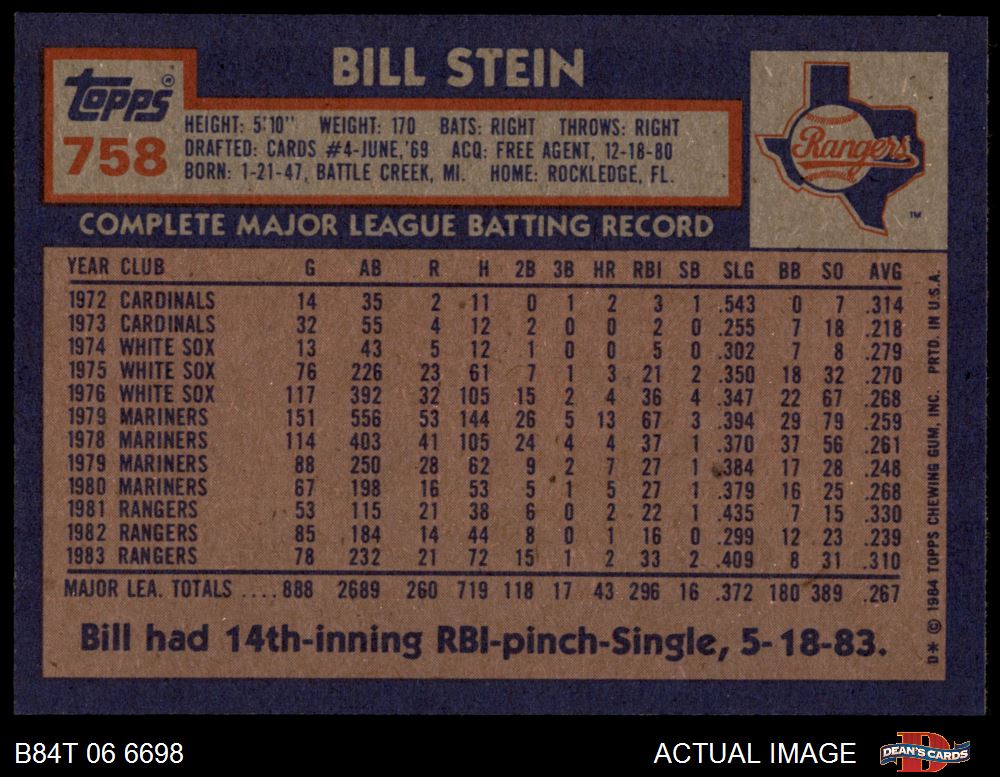 BILL STEIN
Topps®
758
HEIGHT: 5'10" WEIGHT: 170 BATS: RIGHT THROWS: RIGHT
DRAFTED: CARDS #4-JUNE,'69 ACQ: FREE AGENT, 12-18-80
BORN: 1-21-47, BATTLE CREEK, MI. HOME: ROCKLEDGE, FL.
Rangers
TM
COMPLETE MAJOR LEAGUE BATTING RECORD
YEAR CLUB G AB R H 2B 3B HR RBI SB SLG BB SO AVG
1972 CARDINALS 14 35 2 11 0 1 2 3 1 .543 0 7 .314
1973 CARDINALS 32 55 4 12 2 0 0 2 0 .255 7 18 .218
1974 WHITE SOX 13 43 5 12 1 0 0 5 0 .302 7 8 .279
1975 WHITE SOX 76 226 23 61 7 1 3 21 2 .350 18 32 .270
1976 WHITE SOX 117 392 32 105 15 2 4 36 4 .347 22 67 .268
1979 MARINERS 151 556 53 144 26 5 13 67 3 .394 29 79 .259
1978 MARINERS 114 403 41 105 24 4 4 37 1 .370 37 56 .261
1979 MARINERS 88 250 28 62 9 2 7 27 1 .384 17 28 .248
1980 MARINERS 67 198 16 53 5 1 5 27 1 .379 16 25 .268
1981 RANGERS 53 115 21 38 6 0 2 22 1 .435 7 15 .330
1982 RANGERS 85 184 14 44 8 0 1 16 0 .299 12 23 .239
1983 RANGERS 78 232 21 72 15 1 2 33 2 .409 8 31 .310
MAJOR LEA. TOTALS ....888 2689 260 719 118 17 43 296 16 .372 180 389 .267
Bill had 14th-inning RBI-pinch-Single, 5-18-83.
D* © 1984 TOPPS CHEWING GUM, INC. PRTD. IN U.S.A.
B84T 06 6698
ACTUAL IMAGE
DEAN'S CARDS